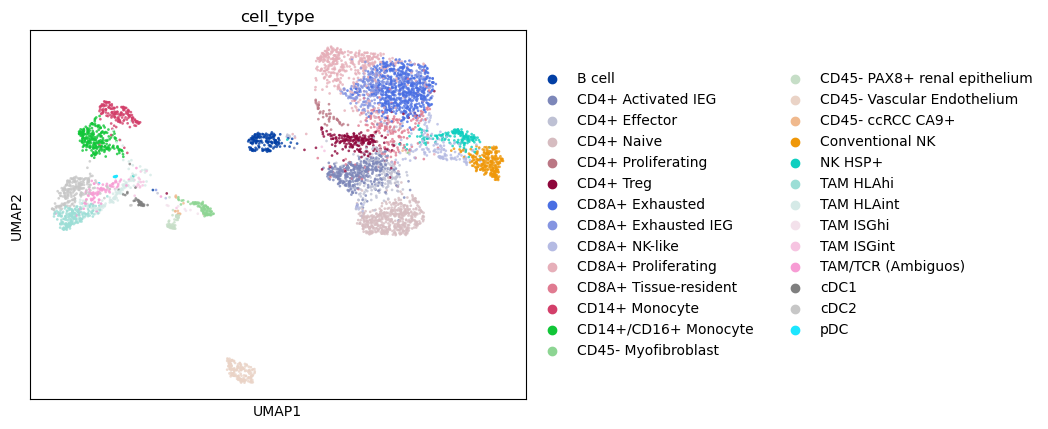 cell_type
UMAP2
UMAP1
B cell
CD4+ Activated IEG
CD4+ Effector
CD4+ Naive
CD4+ Proliferating
CD4+ Treg
CD8A+ Exhausted
CD8A+ Exhausted IEG
CD8A+ NK-like
CD8A+ Proliferating
CD8A+ Tissue-resident
CD14+ Monocyte
CD14+/CD16+ Monocyte
CD45- Myofibroblast
CD45- PAX8+ renal epithelium
CD45- Vascular Endothelium
CD45- ccRCC CA9+
Conventional NK
NK HSP+
TAM HLAhi
TAM HLAint
TAM ISGhi
TAM ISGint
TAM/TCR (Ambiguos)
cDC1
cDC2
pDC